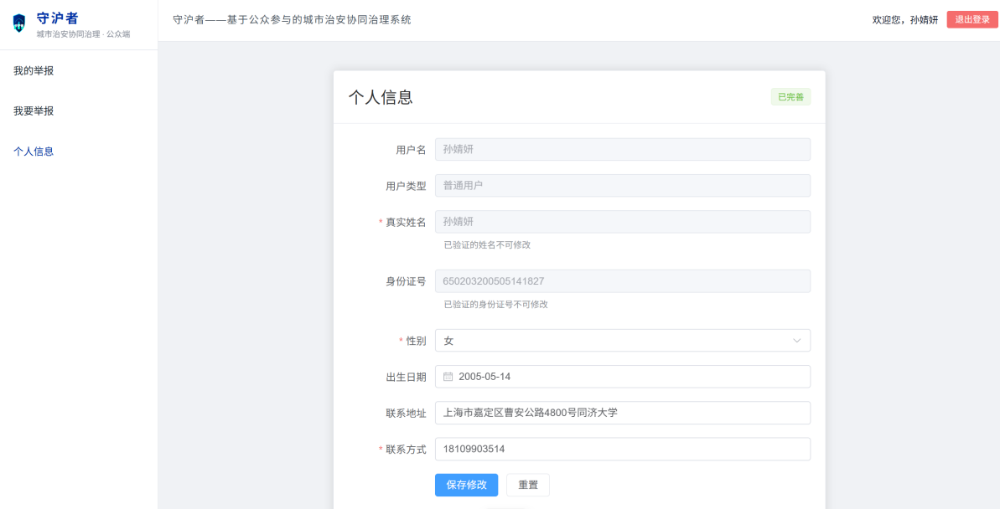 守沪者
城市治安协同治理 · 公众端
守沪者——基于公众参与的城市治安协同治理系统
欢迎您，孙婧妍
退出登录
我的举报
我要举报
个人信息
个人信息
已完善
用户名 孙婧妍
用户类型 普通用户
* 真实姓名 孙婧妍
已验证的姓名不可修改
身份证号 650203200505141827
已验证的身份证号不可修改
* 性别 女
出生日期 2005-05-14
联系地址 上海市嘉定区曹安公路4800号同济大学
* 联系方式 18109903514
保存修改 重置